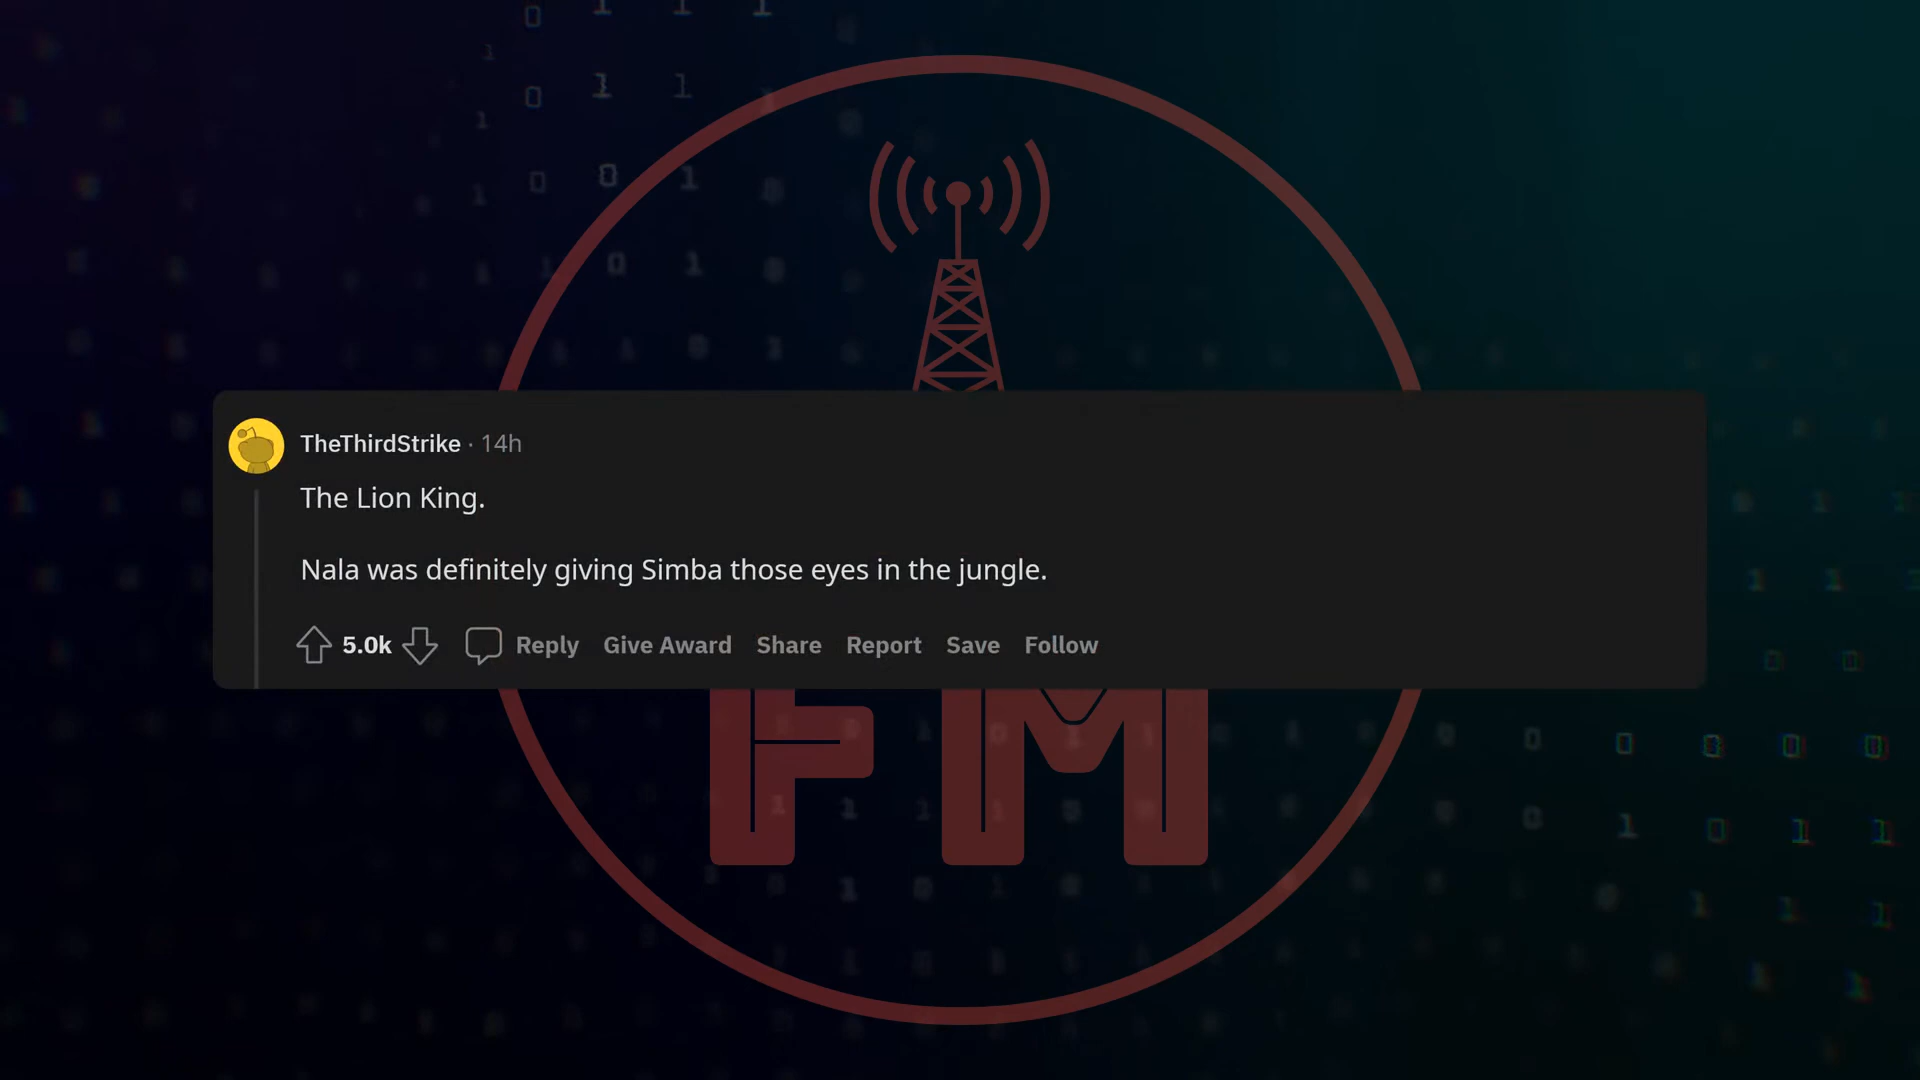 TheThirdStrike · 14h
The Lion King.
Nala was definitely giving Simba those eyes in the jungle.
5.0k Reply Give Award Share Report Save Follow
FM